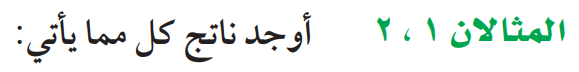 المثالان ١ ، ٢ أوجد ناتج كل مما يأتي: